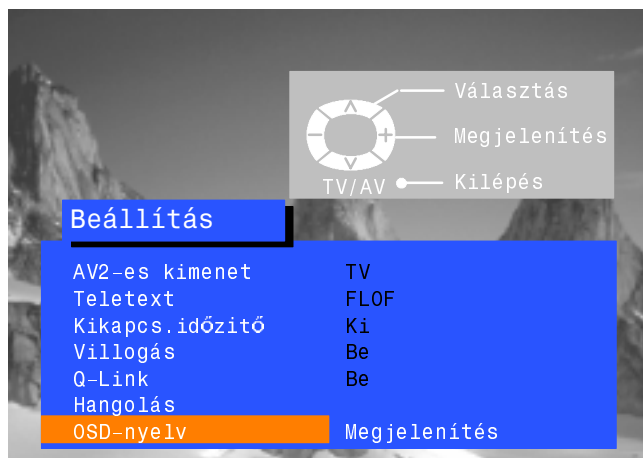 Választás
Megjelenítés
TV/AV Kilépés
Beállítás
AV2-es kimenet TV
Teletext FLOF
Kikapcs.időzitő Ki
Villogás Be
Q-Link Be
Hangolás
OSD-nyelv Megjelenítés